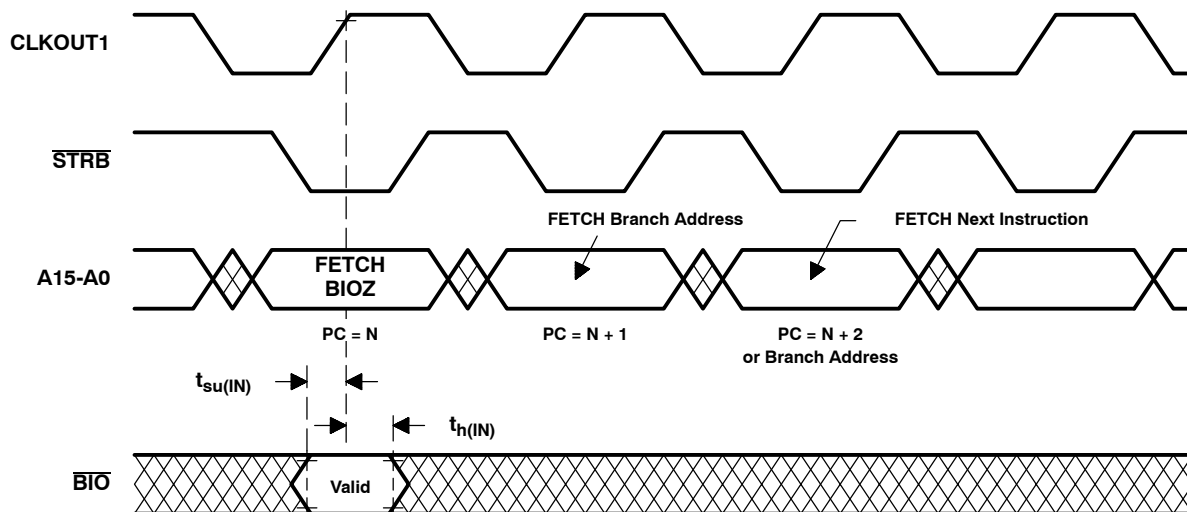 CLKOUT1
STRB
FETCH Branch Address
FETCH Next Instruction
A15-A0
FETCH
BIOZ
PC = N
PC = N + 1
PC = N + 2
or Branch Address
tsu(IN)
th(IN)
BIO
Valid